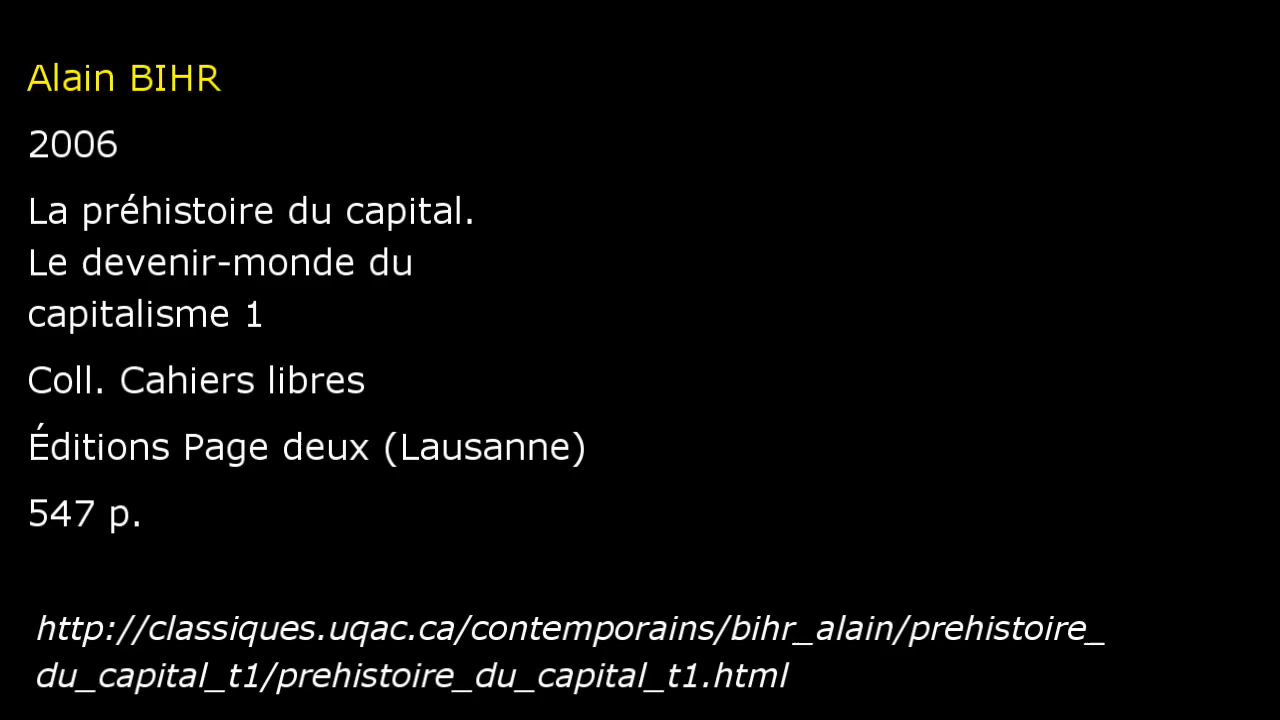 Alain BIHR
2006
La préhistoire du capital.
Le devenir-monde du
capitalisme 1
Coll. Cahiers libres
Éditions Page deux (Lausanne)
547 p.
http://classiques.uqac.ca/contemporains/bihr_alain/prehistoire_
du_capital_t1/prehistoire_du_capital_t1.html